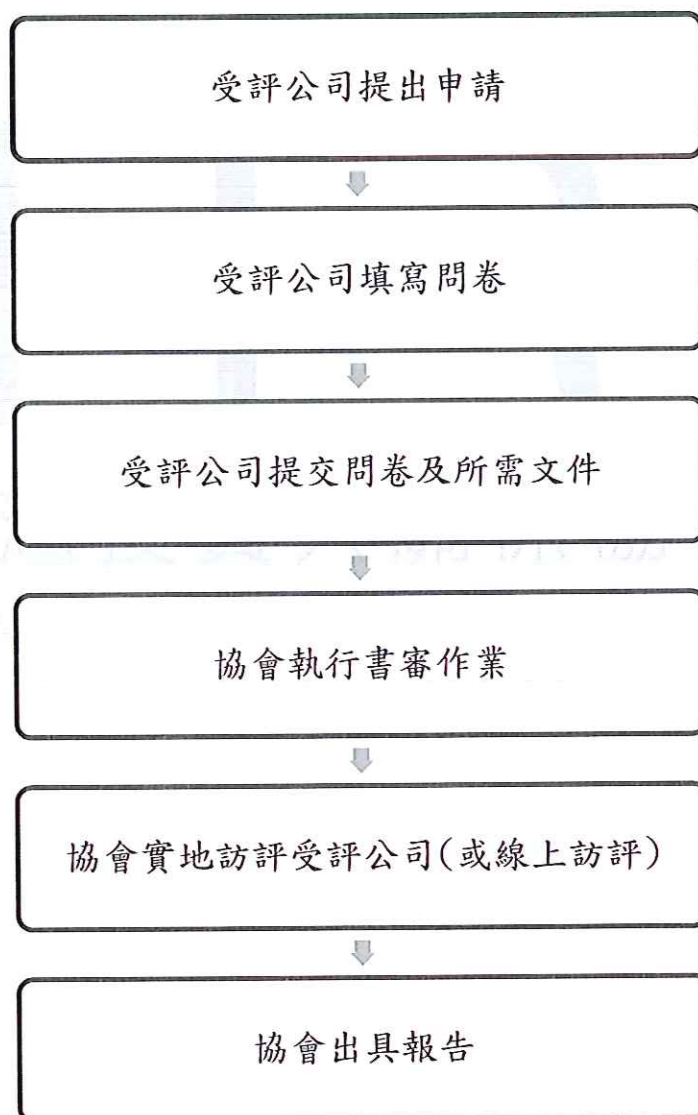 受評公司提出申請
受評公司填寫問卷
受評公司提交問卷及所需文件
協會執行書審作業
協會實地訪評受評公司(或線上訪評)
協會出具報告